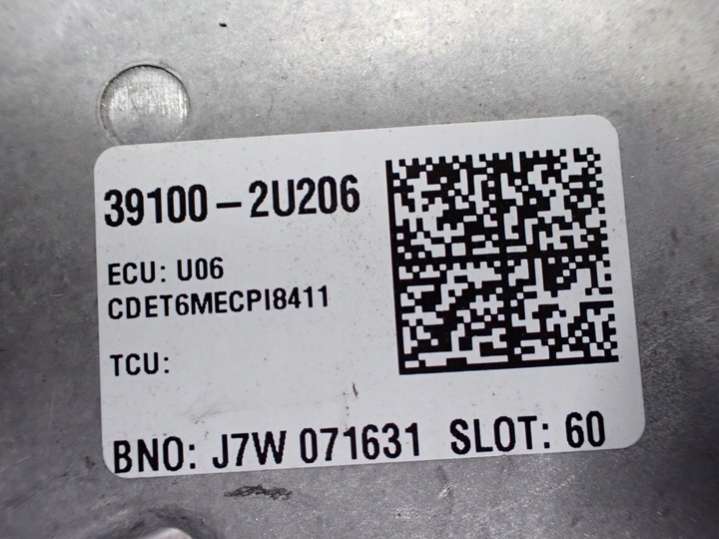 39100-2U206
ECU: U06
CDET6MECPI8411
TCU:
BNO: J7W 071631 SLOT: 60